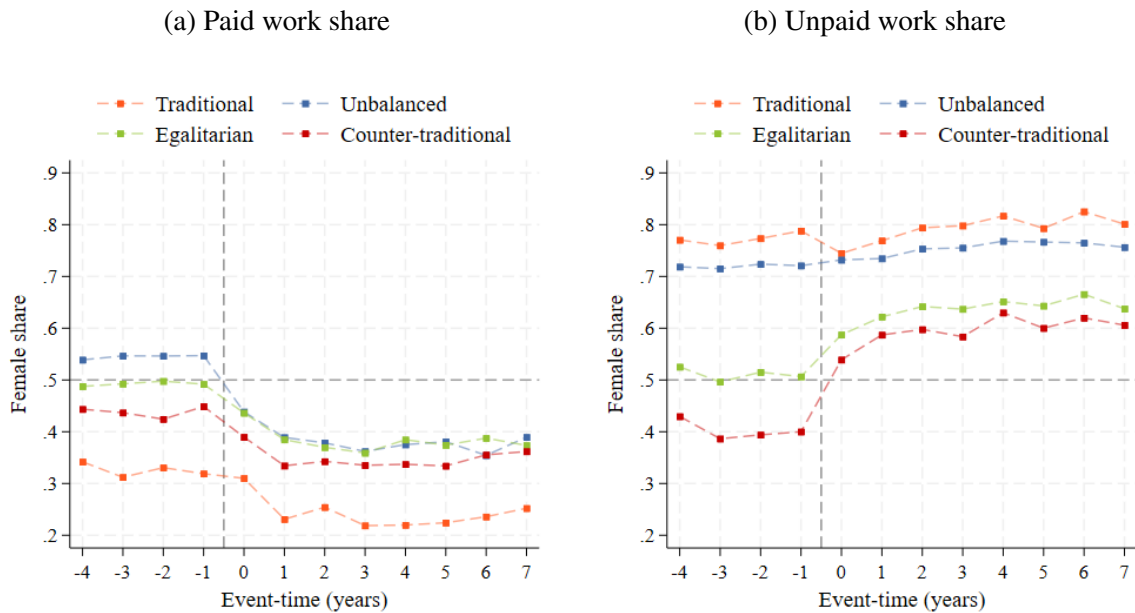 (a) Paid work share
Traditional Unbalanced
Egalitarian Counter-traditional
.9
.8
.7
.6
.5
.4
.3
.2
Female share
-4 -3 -2 -1 0 1 2 3 4 5 6 7
Event-time (years)
(b) Unpaid work share
Traditional Unbalanced
Egalitarian Counter-traditional
.9
.8
.7
.6
.5
.4
.3
.2
Female share
-4 -3 -2 -1 0 1 2 3 4 5 6 7
Event-time (years)